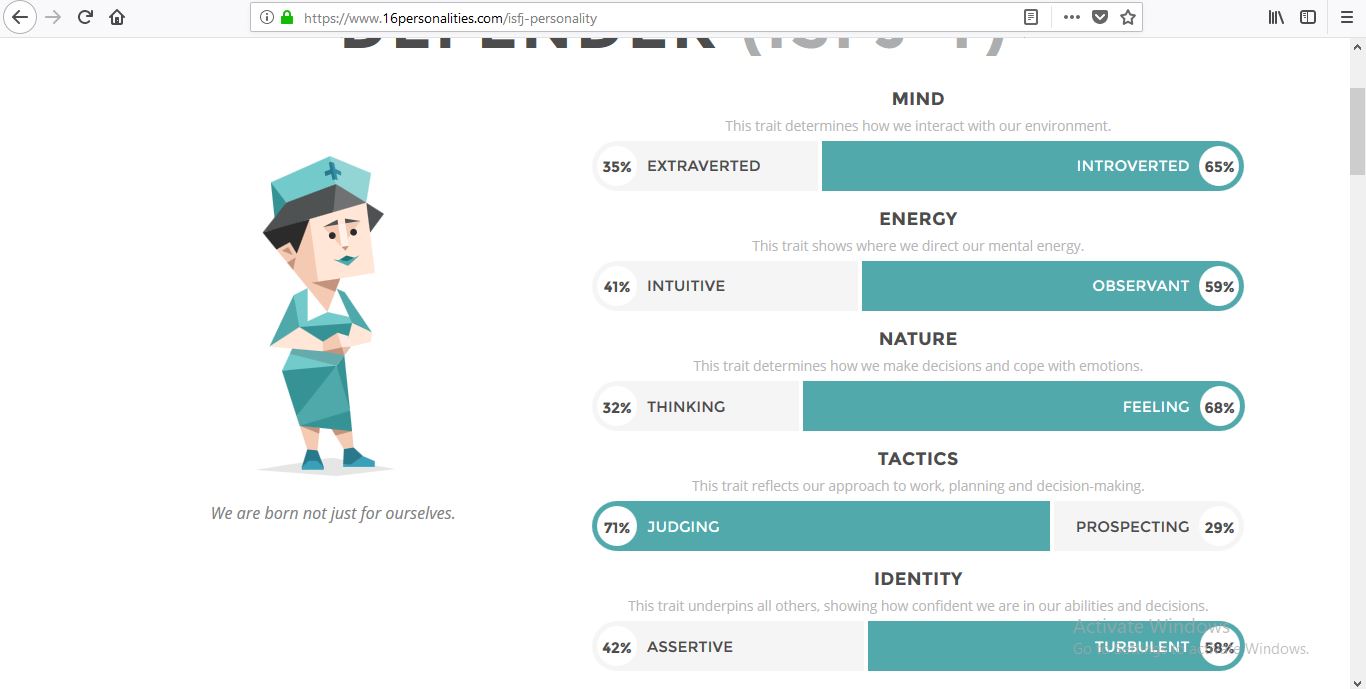 https://www.16personalities.com/isfj-personality
DEFENDER (ISFJ-T)
MIND
This trait determines how we interact with our environment.
35% EXTRAVERTED INTROVERTED 65%
ENERGY
This trait shows where we direct our mental energy.
41% INTUITIVE OBSERVANT 59%
NATURE
This trait determines how we make decisions and cope with emotions.
32% THINKING FEELING 68%
TACTICS
This trait reflects our approach to work, planning and decision-making.
We are born not just for ourselves.
71% JUDGING PROSPECTING 29%
IDENTITY
This trait underpins all others, showing how confident we are in our abilities and decisions.
Activate Windows
42% ASSERTIVE TURBULENT 58%
Go to Settings to activate Windows.